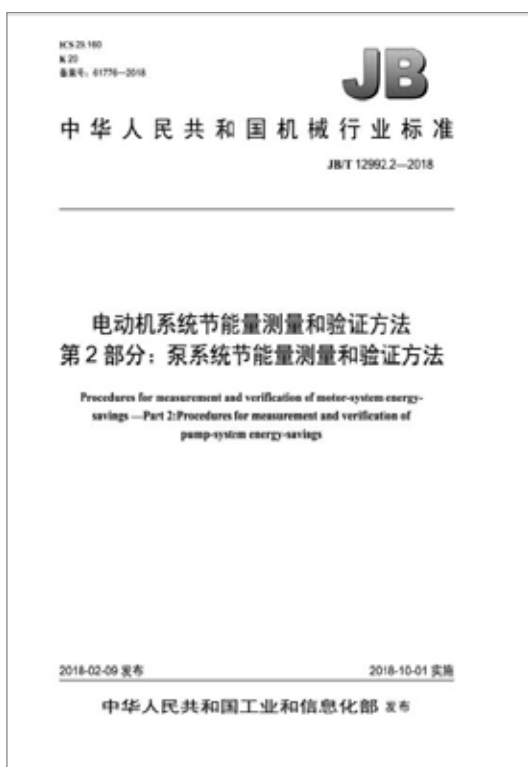 ICS 29.160
K 20
备案号：61776—2018
JB
中华人民共和国机械行业标准
JB/T 12992.2—2018
电动机系统节能量测量和验证方法
第2部分：泵系统节能量测量和验证方法
Procedures for measurement and verification of motor-system energy-
savings —Part 2:Procedures for measurement and verification of
pump-system energy-savings
2018-02-09 发布
2018-10-01 实施
中华人民共和国工业和信息化部 发布